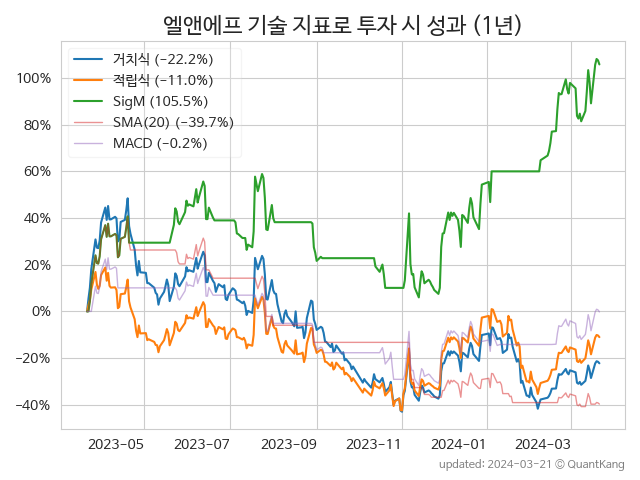 엘앤에프 기술 지표로 투자 시 성과 (1년)
거치식 (−22.2%)
적립식 (−11.0%)
SigM (105.5%)
SMA(20) (−39.7%)
MACD (−0.2%)
100%
80%
60%
40%
20%
0%
−20%
−40%
2023-05 2023-07 2023-09 2023-11 2024-01 2024-03
updated: 2024-03-21 © QuantKang